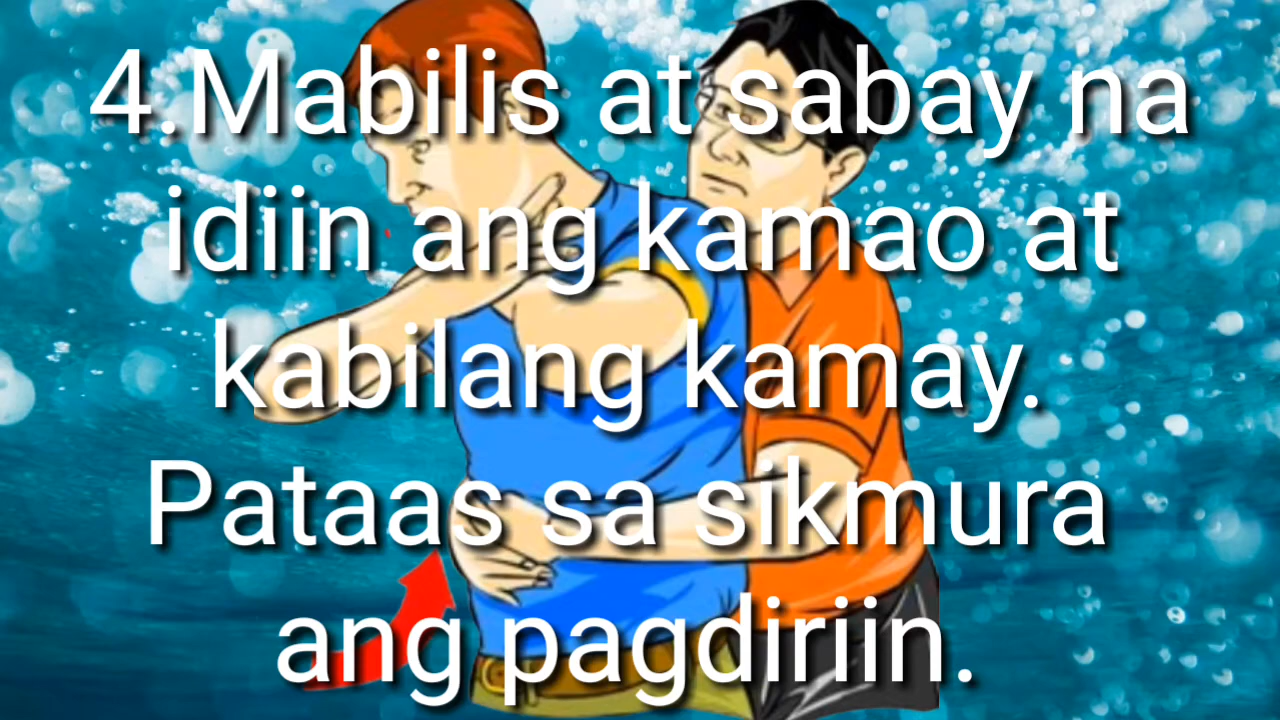 4.Mabilis at sabay na
idiin ang kamao at
kabilang kamay.
Pataas sa sikmura
ang pagdiriin.